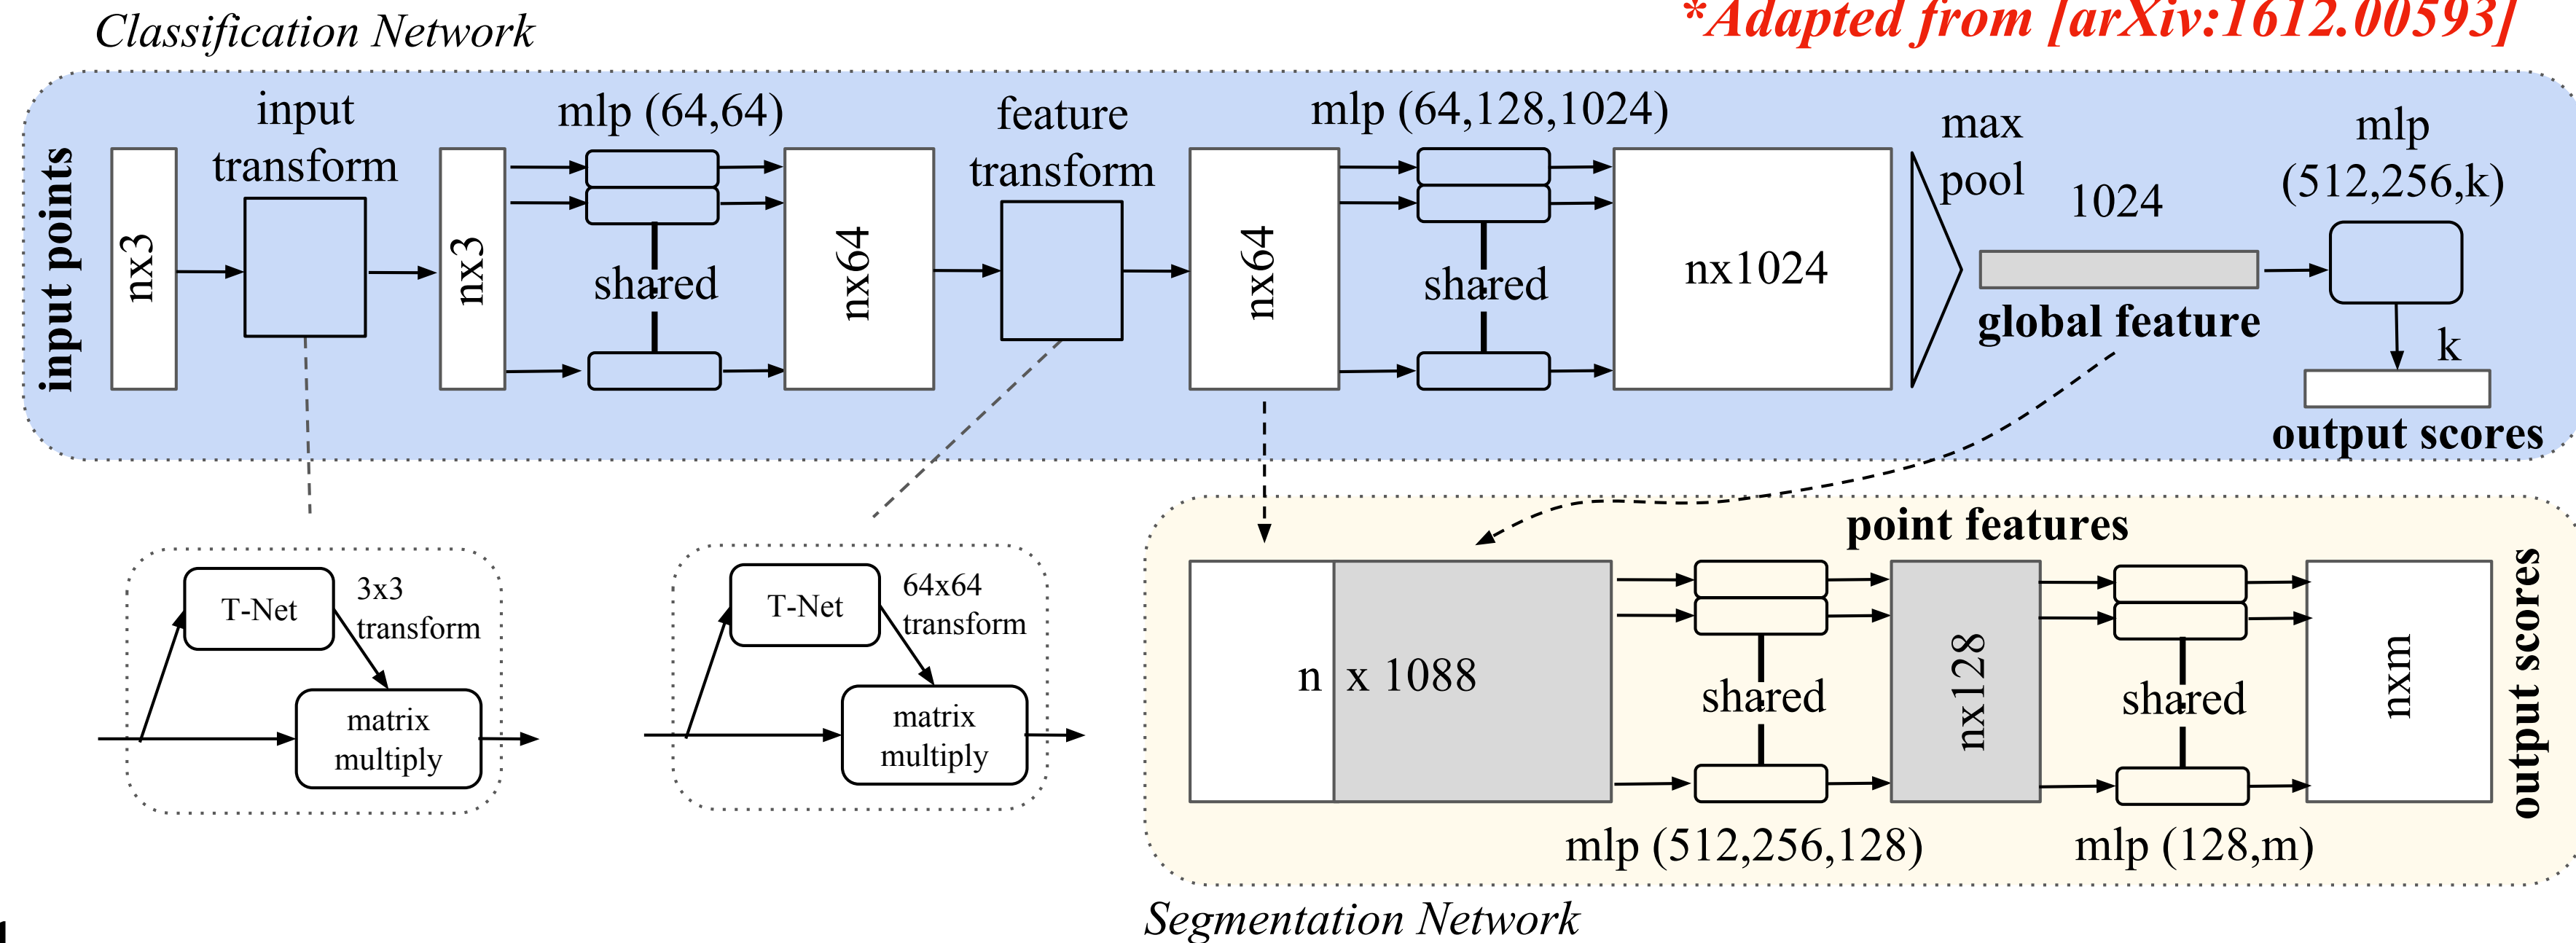 Classification Network
*Adapted from [arXiv:1612.00593]
input points
nx3
input
transform
nx3
mlp (64,64)
shared
nx64
feature
transform
nx64
mlp (64,128,1024)
shared
nx1024
max
pool
1024
global feature
mlp
(512,256,k)
k
output scores
T-Net
3x3
transform
matrix
multiply
T-Net
64x64
transform
matrix
multiply
point features
n x 1088
shared
mlp (512,256,128)
nx128
shared
mlp (128,m)
nxm
output scores
Segmentation Network